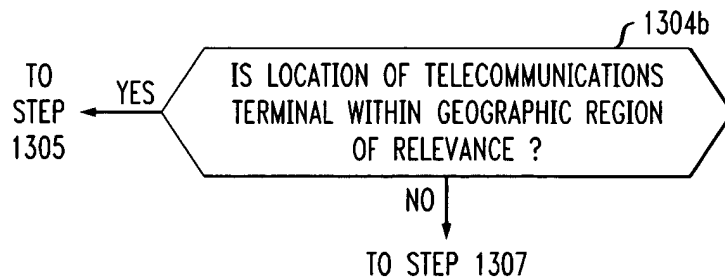 1304b
IS LOCATION OF TELECOMMUNICATIONS
TERMINAL WITHIN GEOGRAPHIC REGION
OF RELEVANCE ?
YES
TO
STEP
1305
NO
TO STEP 1307